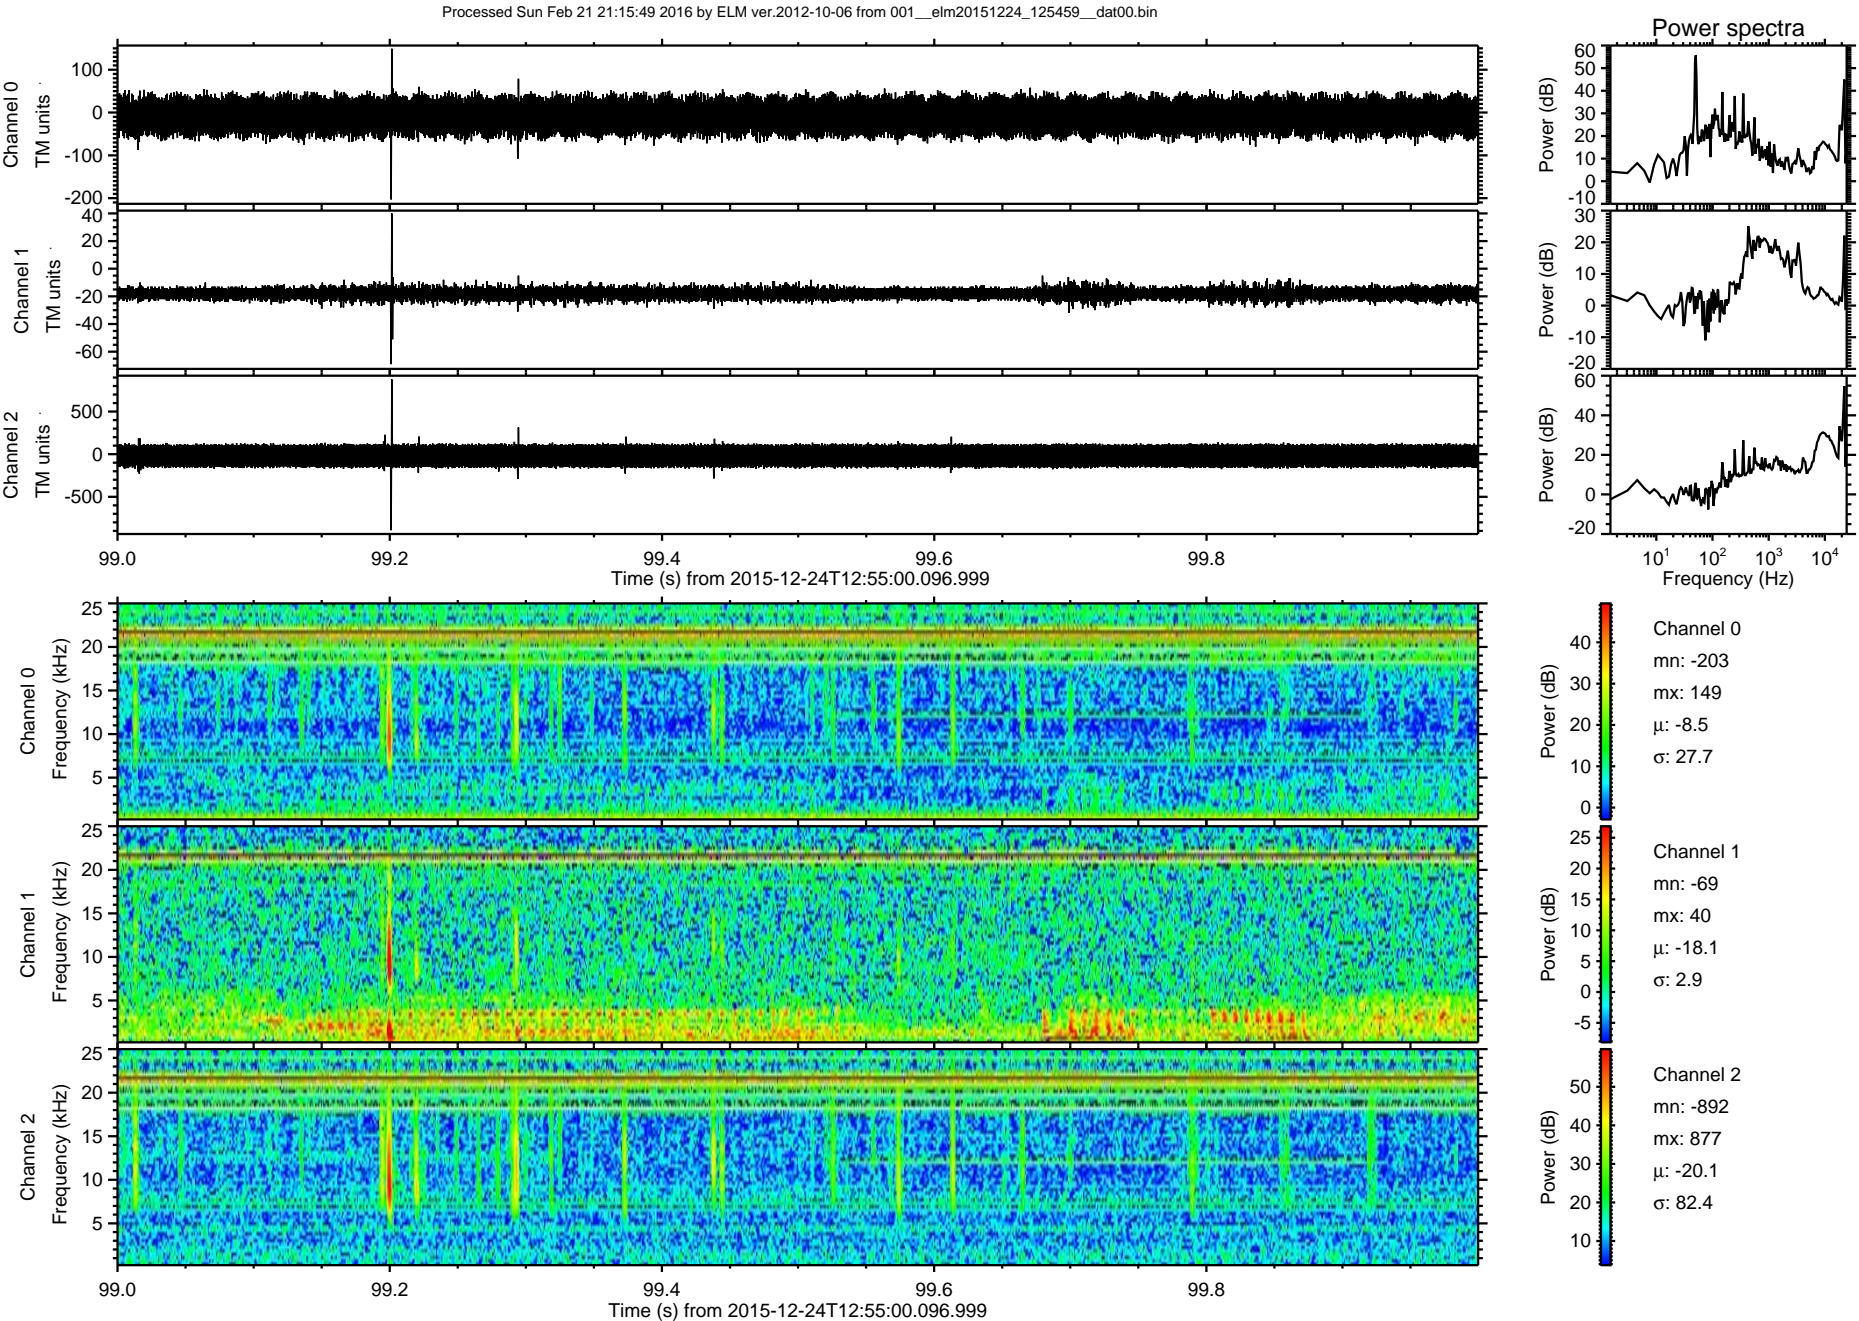 Processed Sun Feb 21 21:15:49 2016 by ELM ver.2012-10-06 from 001__elm20151224_125459__dat00.bin
Power spectra
Channel 0
TM units
100
0
-100
-200
Power (dB)
60
50
40
30
20
10
0
-10
Channel 1
TM units
40
20
0
-20
-40
-60
Power (dB)
30
20
10
0
-10
-20
Channel 2
TM units
500
0
-500
Power (dB)
60
40
20
0
-20
99.0 99.2 99.4 99.6 99.8
Time (s) from 2015-12-24T12:55:00.096.999
10¹ 10² 10³ 10⁴
Frequency (Hz)
Channel 0
Frequency (kHz)
25
20
15
10
5
Power (dB)
40
30
20
10
0
Channel 0
mn: -203
mx: 149
μ: -8.5
σ: 27.7
Channel 1
Frequency (kHz)
25
20
15
10
5
Power (dB)
25
20
15
10
5
0
-5
Channel 1
mn: -69
mx: 40
μ: -18.1
σ: 2.9
Channel 2
Frequency (kHz)
25
20
15
10
5
Power (dB)
50
40
30
20
10
Channel 2
mn: -892
mx: 877
μ: -20.1
σ: 82.4
99.0 99.2 99.4 99.6 99.8
Time (s) from 2015-12-24T12:55:00.096.999